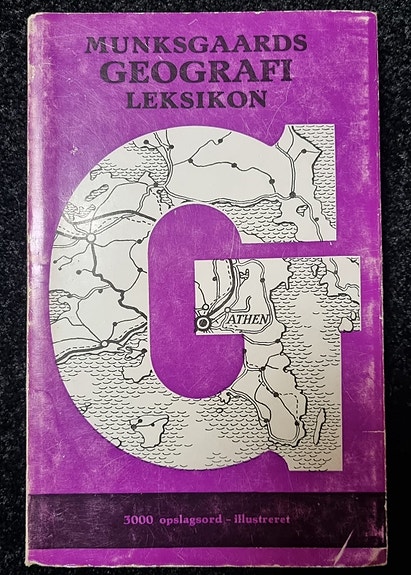 MUNKSGAARDS
GEOGRAFI
LEKSIKON
ATHEN
3000 opslagsord – illustreret